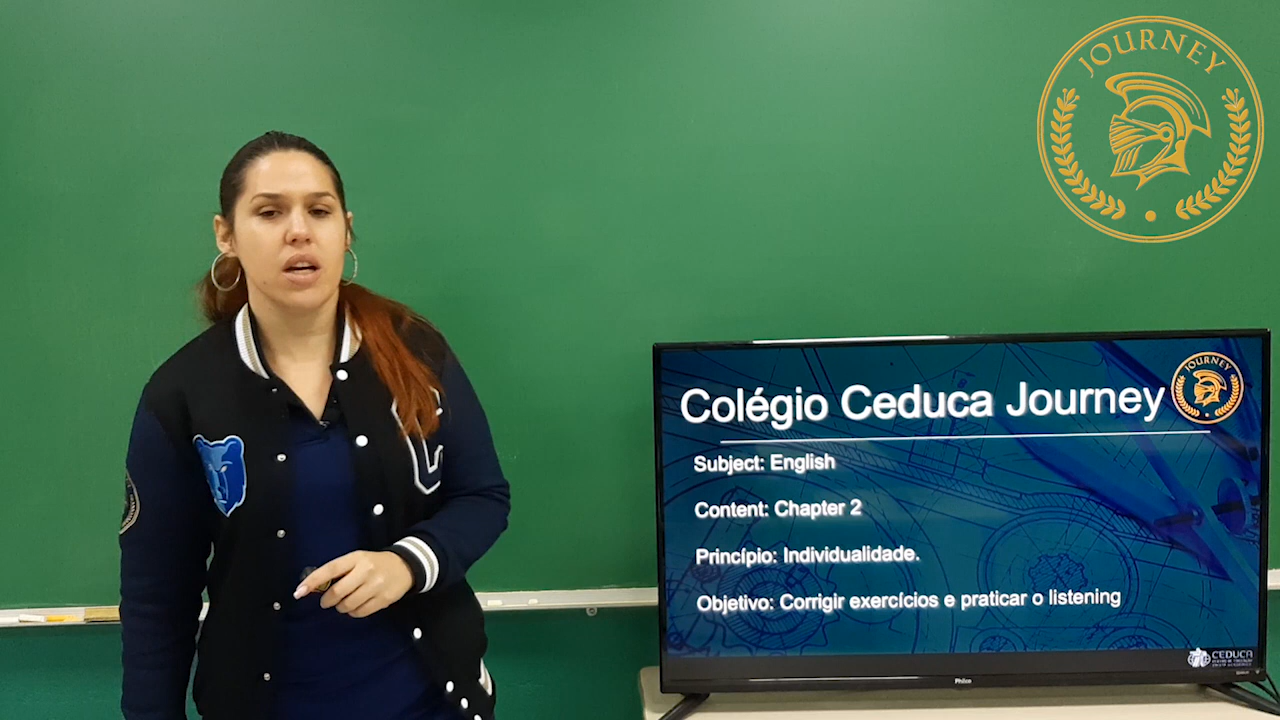 JOURNEY
Colégio Ceduca Journey
JOURNEY
Subject: English
Content: Chapter 2
Princípio: Individualidade.
Objetivo: Corrigir exercícios e praticar o listening
CEDUCA
Philco
C